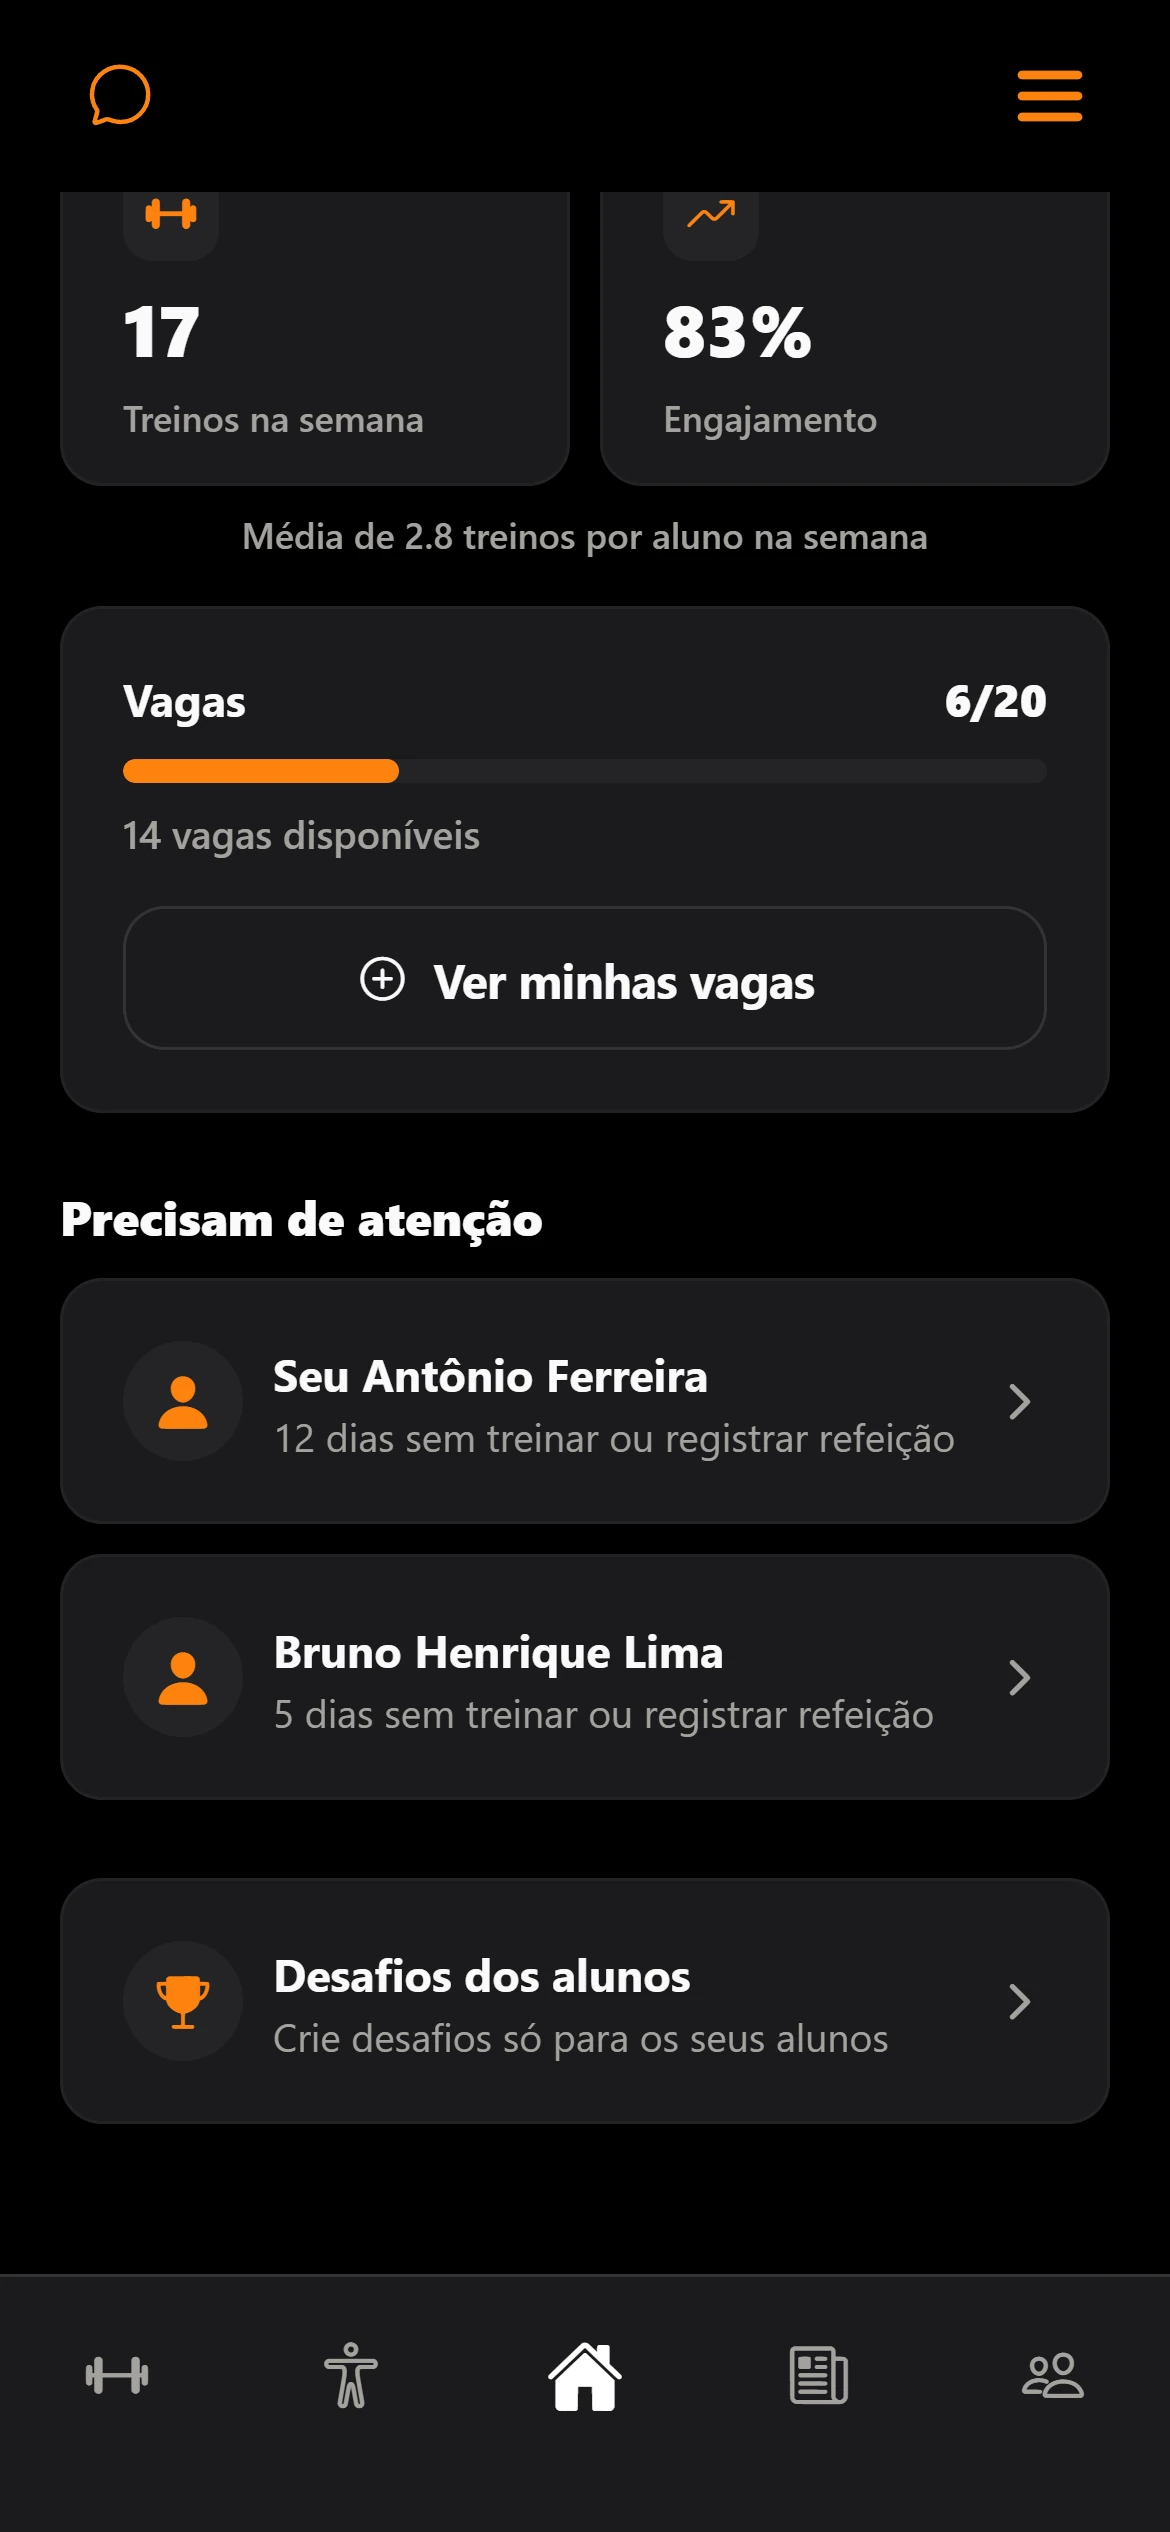 17
Treinos na semana
83%
Engajamento
Média de 2.8 treinos por aluno na semana
Vagas
6/20
14 vagas disponíveis
Ver minhas vagas
Precisam de atenção
Seu Antônio Ferreira
12 dias sem treinar ou registrar refeição
Bruno Henrique Lima
5 dias sem treinar ou registrar refeição
Desafios dos alunos
Crie desafios só para os seus alunos